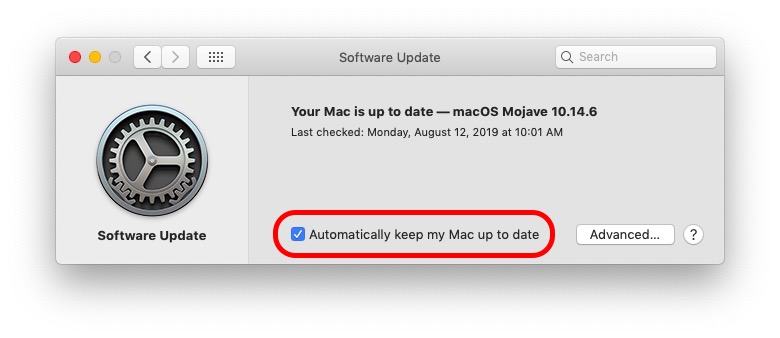 Software Update
Search
Your Mac is up to date — macOS Mojave 10.14.6
Last checked: Monday, August 12, 2019 at 10:01 AM
Software Update
Automatically keep my Mac up to date
Advanced...
?